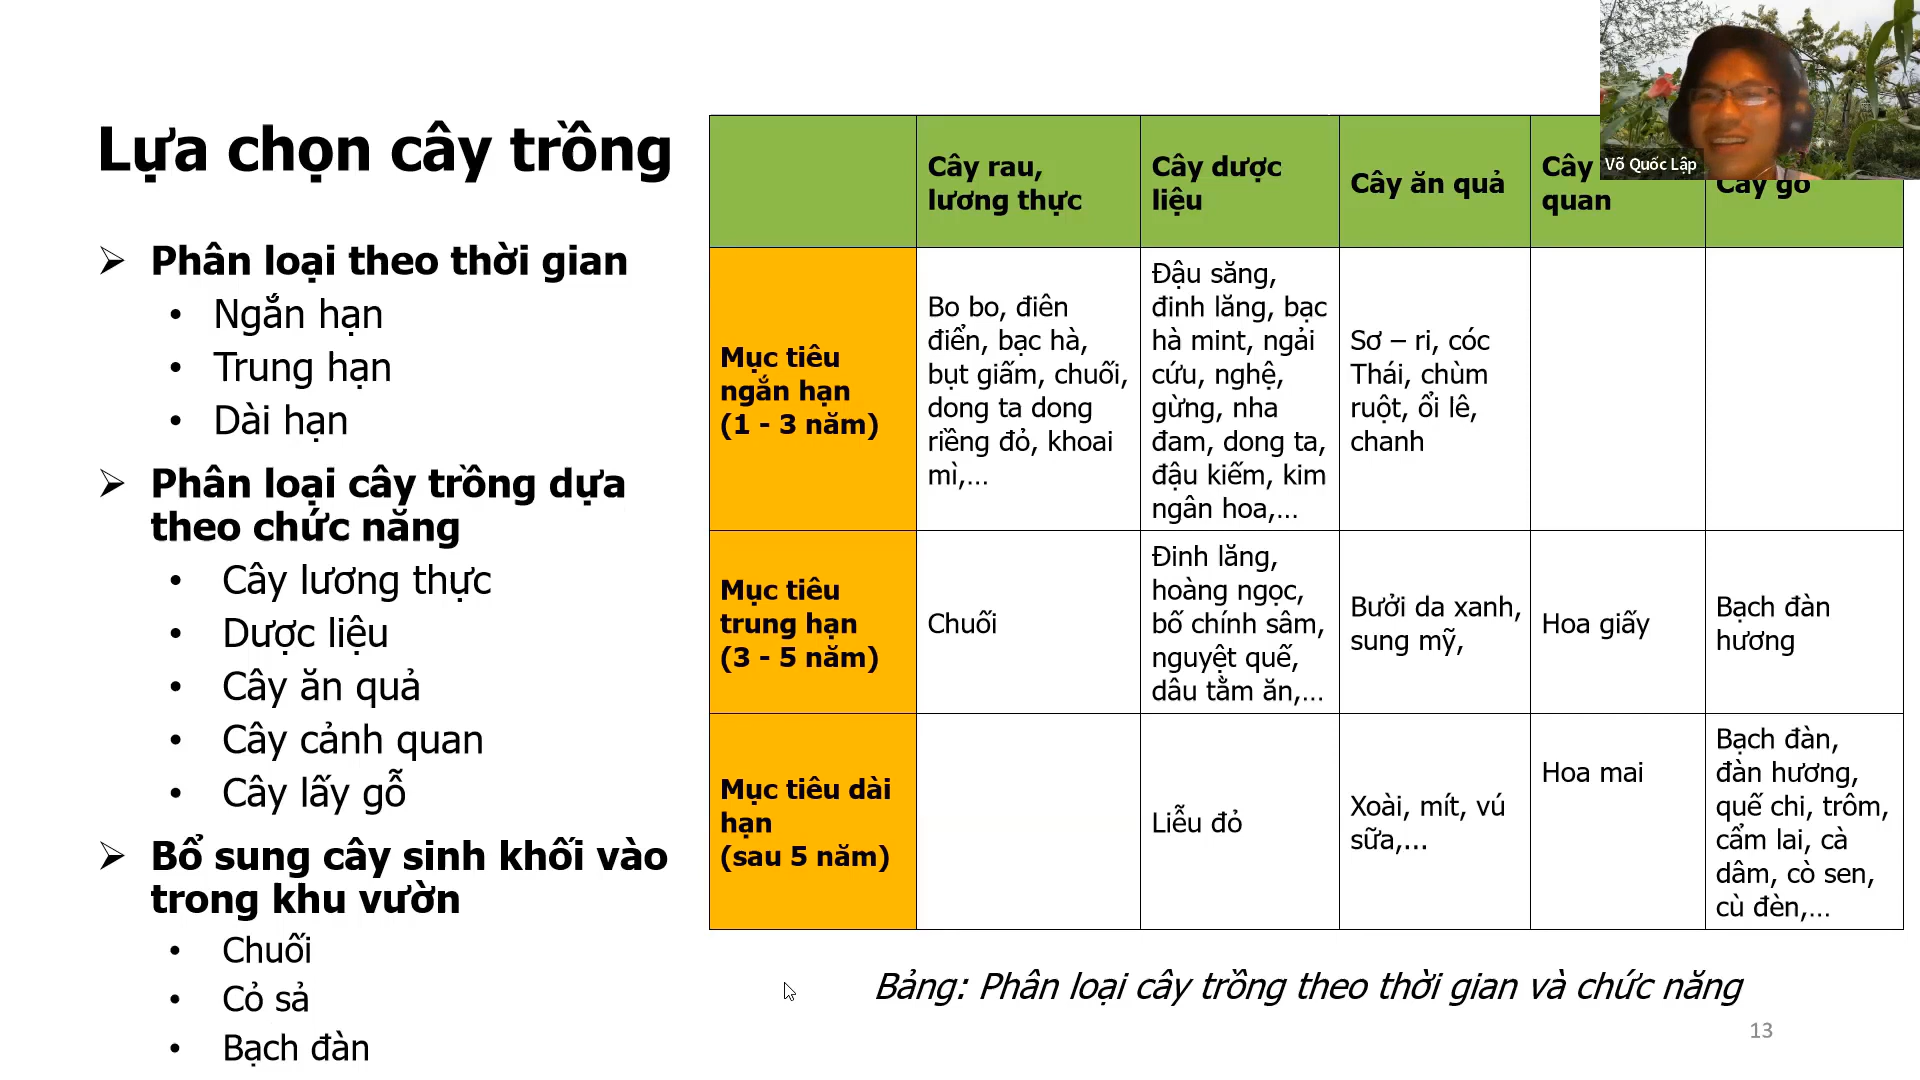 Lựa chọn cây trồng
Phân loại theo thời gian
Ngắn hạn
Trung hạn
Dài hạn
Phân loại cây trồng dựa
theo chức năng
Cây lương thực
Dược liệu
Cây ăn quả
Cây cảnh quan
Cây lấy gỗ
Bổ sung cây sinh khối vào
trong khu vườn
Chuối
Cỏ sả
Bạch đàn
Cây rau,
lương thực
Cây dược
liệu
Cây ăn quả
Cây
quan
Cây gỗ
Mục tiêu
ngắn hạn
(1 - 3 năm)
Bo bo, điên
điển, bạc hà,
bụt giấm, chuối,
dong ta dong
riềng đỏ, khoai
mì,...
Đậu săng,
đinh lăng, bạc
hà mint, ngải
cứu, nghệ,
gừng, nha
đam, dong ta,
đậu kiếm, kim
ngân hoa,...
Sơ – ri, cóc
Thái, chùm
ruột, ổi lê,
chanh
Mục tiêu
trung hạn
(3 - 5 năm)
Chuối
Đinh lăng,
hoàng ngọc,
bố chính sâm,
nguyệt quế,
dâu tằm ăn,...
Bưởi da xanh,
sung mỹ,
Hoa giấy
Bạch đàn
hương
Mục tiêu dài
hạn
(sau 5 năm)
Liễu đỏ
Xoài, mít, vú
sữa,...
Hoa mai
Bạch đàn,
đàn hương,
quế chi, trôm,
cẩm lai, cà
dâm, cò sen,
cù đèn,...
Bảng: Phân loại cây trồng theo thời gian và chức năng
13
Võ Quốc Lập